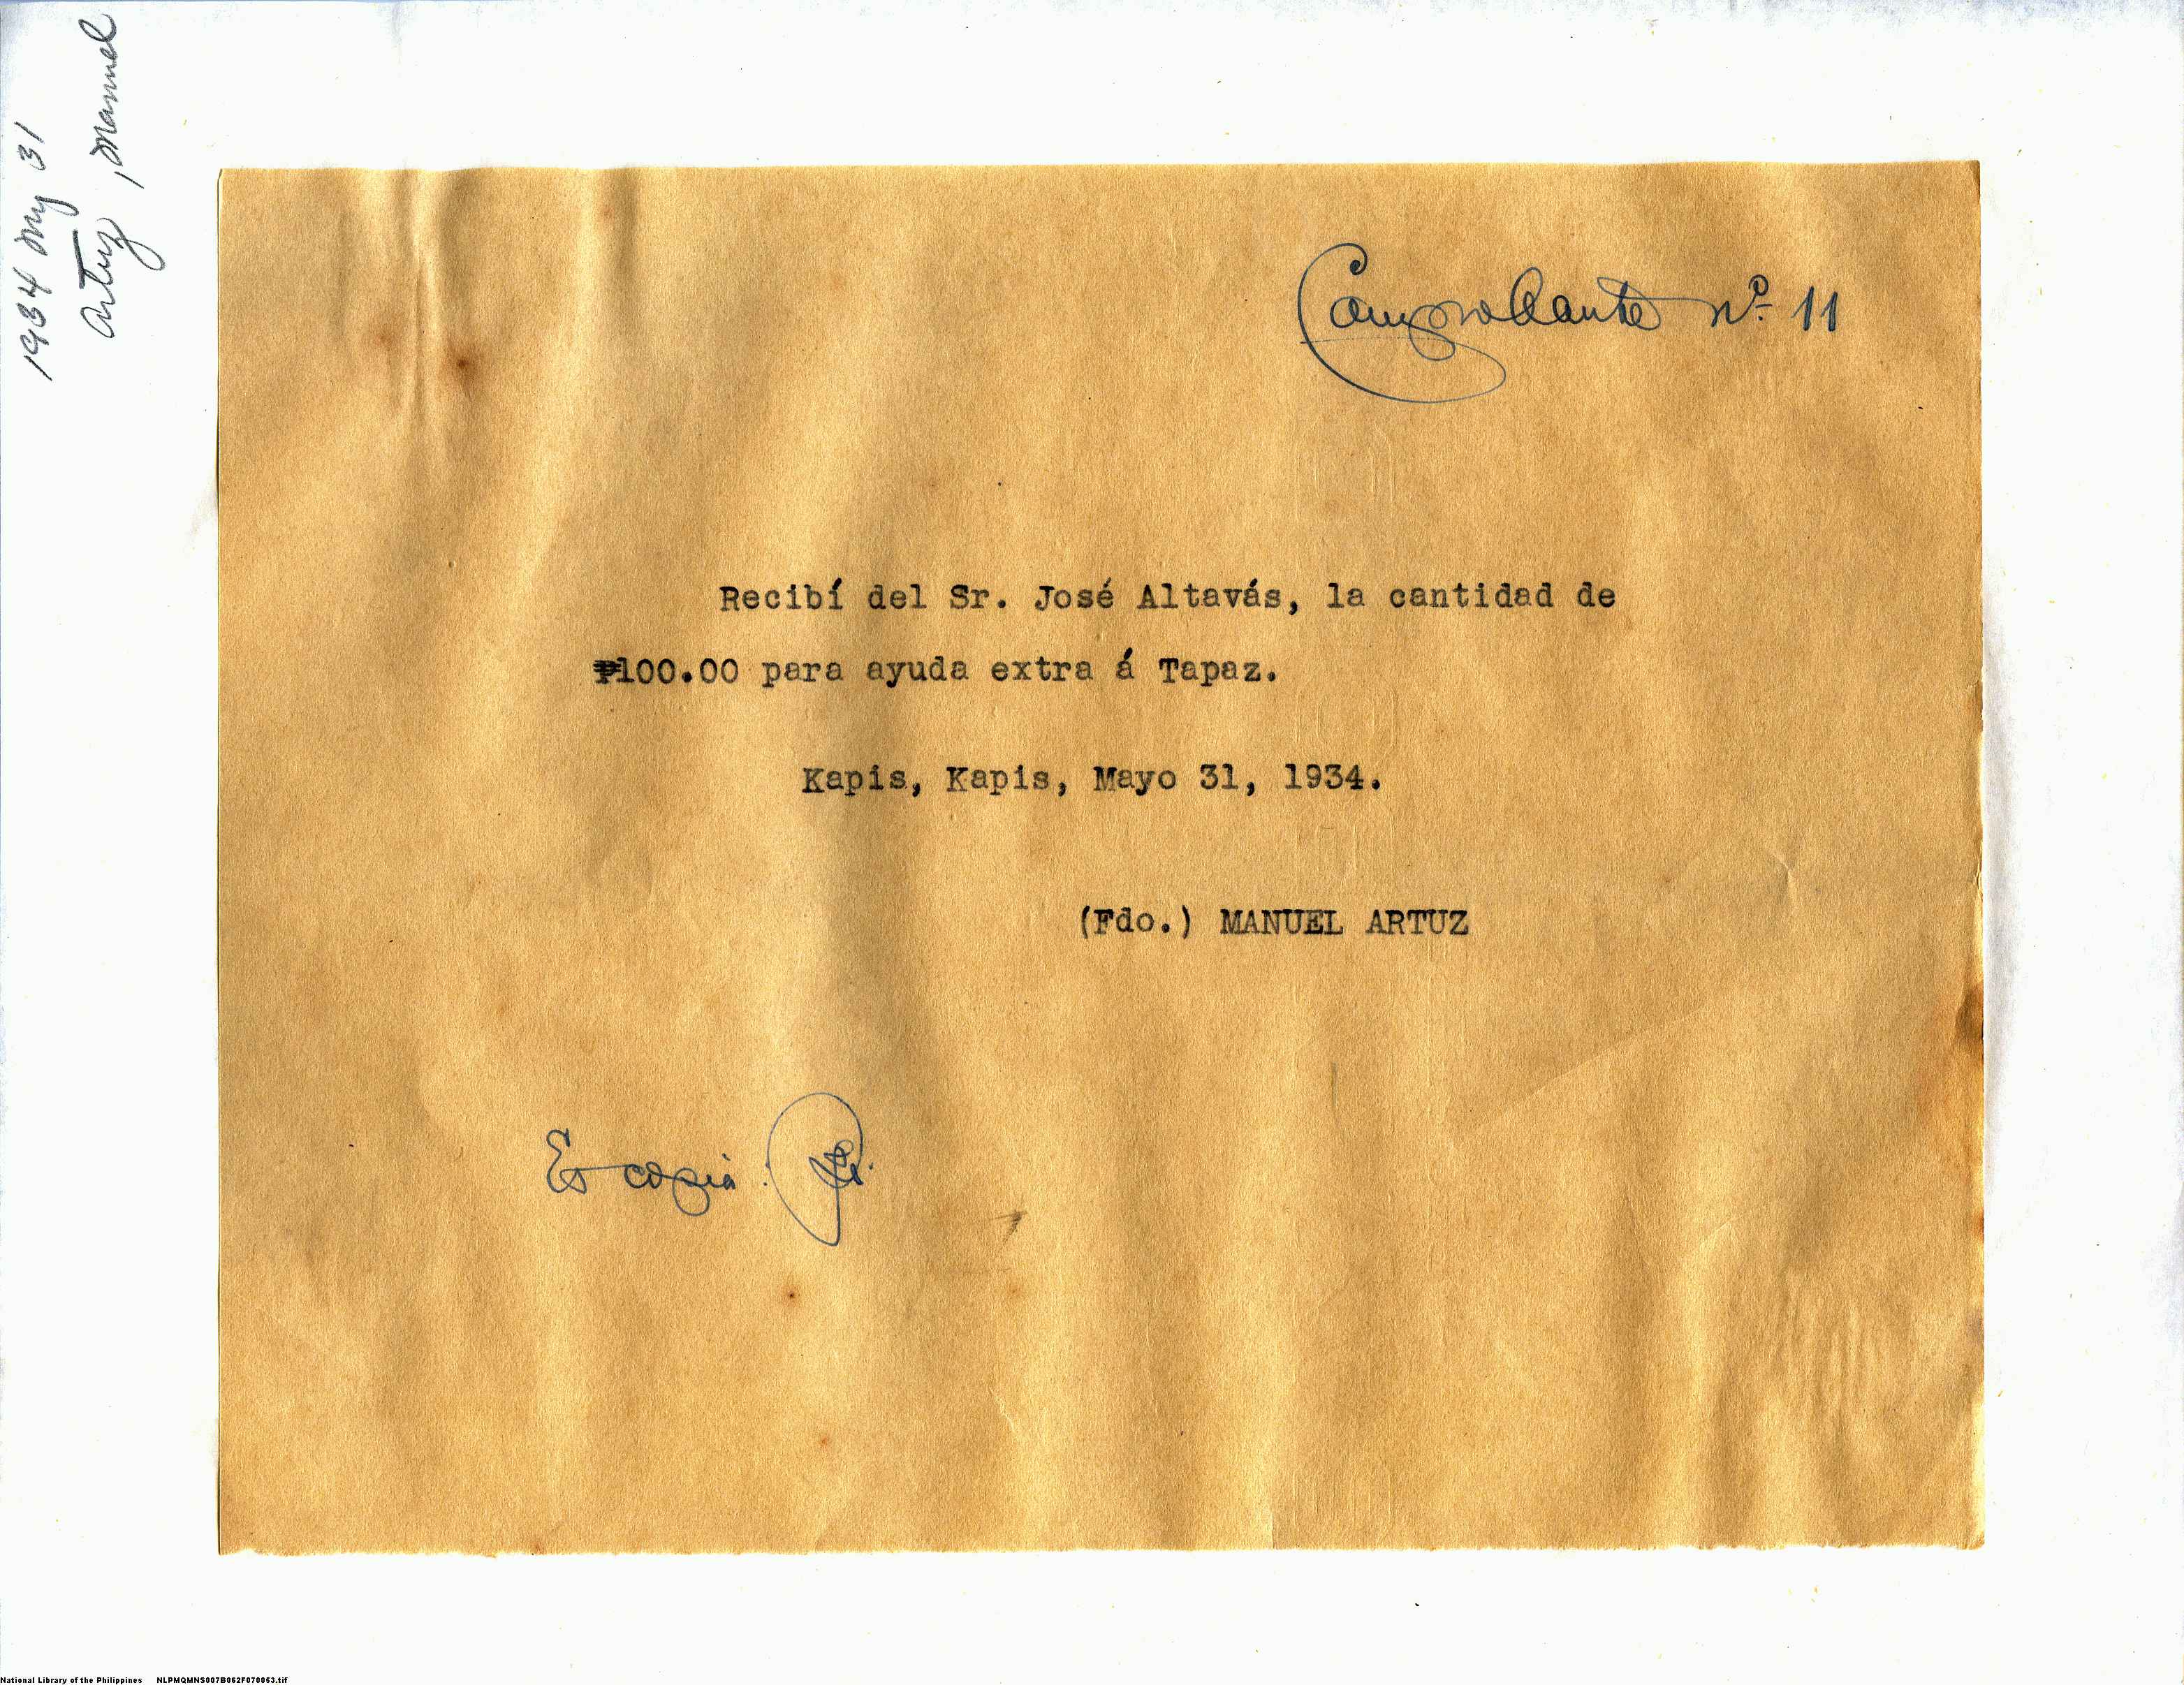 1934 My 31
Artuz, Manuel
Comprobante nº 11
Recibí del Sr. José Altavás, la cantidad de
₱100.00 para ayuda extra á Tapaz.
Kapis, Kapis, Mayo 31, 1934.
(Fdo.) MANUEL ARTUZ
Es copia:
National Library of the Philippines NLPMQMNS007B062F070053.tif